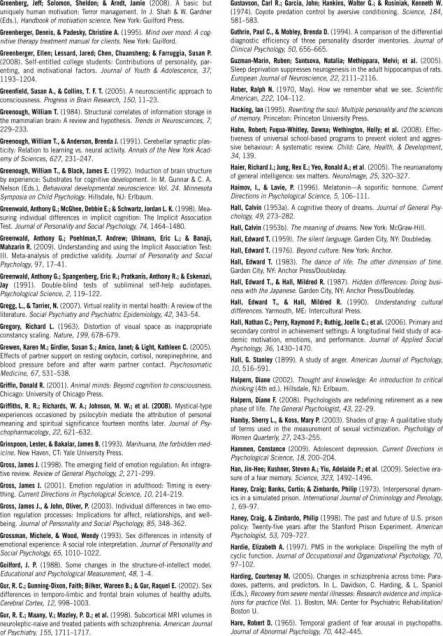 Greenberg, Jeff; Solomon, Sheldon; & Arndt, Jamie (2008). A basic but
uniquely human motivation: Terror management. In J. Shah & W. Gardner
(Eds.), Handbook of motivation science. New York: Guilford Press.
Greenberger, Dennis, & Padesky, Christine A. (1995). Mind over mood: A cog-
nitive therapy treatment manual for clients. New York: Guilford.
Greenberger, Ellen; Lessard, Jared; Chen, Chuansheng; & Farruggia, Susan P.
(2008). Self-entitled college students: Contributions of personality, par-
enting, and motivational factors. Journal of Youth & Adolescence, 37,
1193–1204.
Greenfield, Susan A., & Collins, T. F. T. (2005). A neuroscientific approach to
consciousness. Progress in Brain Research, 150, 11–23.
Greenough, William T. (1984). Structural correlates of information storage in
the mammalian brain: A review and hypothesis. Trends in Neurosciences, 7,
229–233.
Greenough, William T., & Anderson, Brenda J. (1991). Cerebellar synaptic plas-
ticity: Relation to learning vs. neural activity. Annals of the New York Acad-
emy of Sciences, 627, 231–247.
Greenough, William T., & Black, James E. (1992). Induction of brain structure
by experience: Substrates for cognitive development. In M. Gunnar & C. A.
Nelson (Eds.), Behavioral developmental neuroscience: Vol. 24. Minnesota
Symposia on Child Psychology. Hillsdale, NJ: Erlbaum.
Greenwald, Anthony G.; McGhee, Debbie E.; & Schwartz, Jordan L. K. (1998). Mea-
suring individual differences in implicit cognition: The Implicit Association
Test. Journal of Personality and Social Psychology, 74, 1464–1480.
Greenwald, Anthony G.; Poehlman, T. Andrew; Uhlmann, Eric L.; & Banaji,
Mahzarin R. (2009). Understanding and using the Implicit Association Test:
III. Meta-analysis of predictive validity. Journal of Personality and Social
Psychology, 97, 17–41.
Greenwald, Anthony G.; Spangenberg, Eric R.; Pratkanis, Anthony R.; & Eskenazi,
Jay (1991). Double-blind tests of subliminal self-help audiotapes.
Psychological Science, 2, 119–122.
Gregg, L., & Tarrier, N. (2007). Virtual reality in mental health: A review of the
literature. Social Psychiatry and Psychiatric Epidemiology, 42, 343–54.
Gregory, Richard L. (1963). Distortion of visual space as inappropriate
constancy scaling. Nature, 199, 678–679.
Grewen, Karen M.; Girdler, Susan S.; Amico, Janet; & Light, Kathleen C. (2005).
Effects of partner support on resting oxytocin, cortisol, norepinephrine, and
blood pressure before and after warm partner contact. Psychosomatic
Medicine, 67, 531–538.
Griffin, Donald R. (2001). Animal minds: Beyond cognition to consciousness.
Chicago: University of Chicago Press.
Griffiths, R. R.; Richards, W. A.; Johnson, M. W.; et al. (2008). Mystical-type
experiences occasioned by psilocybin mediate the attribution of personal
meaning and spiritual significance fourteen months later. Journal of Psy-
chopharmacology, 22, 621–632.
Grinspoon, Lester, & Bakalar, James B. (1993). Marihuana, the forbidden med-
icine. New Haven, CT: Yale University Press.
Gross, James J. (1998). The emerging field of emotion regulation: An integra-
tive review. Review of General Psychology, 2, 271–299.
Gross, James J. (2001). Emotion regulation in adulthood: Timing is every-
thing. Current Directions in Psychological Science, 10, 214–219.
Gross, James J., & John, Oliver, P. (2003). Individual differences in two emo-
tion regulation processes: Implications for affect, relationships, and well-
being. Journal of Personality and Social Psychology, 85, 348–362.
Grossman, Michele, & Wood, Wendy (1993). Sex differences in intensity of
emotional experience: A social role interpretation. Journal of Personality and
Social Psychology, 65, 1010–1022.
Guilford, J. P. (1988). Some changes in the structure-of-intellect model.
Educational and Psychological Measurement, 48, 1–4.
Gur, R. C.; Gunning-Dixon, Faith; Bilker, Warren B.; & Gur, Raquel E. (2002). Sex
differences in temporo-limbic and frontal brain volumes of healthy adults.
Cerebral Cortex, 12, 998–1003.
Gur, R. E.; Maany, V.; Mozley, P. D.; et al. (1998). Subcortical MRI volumes in
neuroleptic-naive and treated patients with schizophrenia. American Journal
of Psychiatry, 155, 1711–1717.
Gustavson, Carl R.; Garcia, John; Hankins, Walter G.; & Rusiniak, Kenneth W.
(1974). Coyote predation control by aversive conditioning. Science, 184,
581–583.
Guthrie, Paul C., & Mobley, Brenda D. (1994). A comparison of the differential
diagnostic efficiency of three personality disorder inventories. Journal of
Clinical Psychology, 50, 656–665.
Guzman-Marin, Ruben; Suntsova, Natalia; Methippara, Melvi; et al. (2005).
Sleep deprivation suppresses neurogenesis in the adult hippocampus of rats.
European Journal of Neuroscience, 22, 2111–2116.
Haber, Ralph N. (1970, May). How we remember what we see. Scientific
American, 222, 104–112.
Hacking, Ian (1995). Rewriting the soul: Multiple personality and the sciences
of memory. Princeton: Princeton University Press.
Hahn, Robert; Fuqua-Whitley, Dawna; Wethington, Holly; et al. (2008). Effec-
tiveness of universal school-based programs to prevent violent and aggres-
sive behaviour: A systematic review. Child: Care, Health, & Development,
34, 139.
Haier, Richard J.; Jung, Rex E.; Yeo, Ronald A.; et al. (2005). The neuroanatomy
of general intelligence: sex matters. NeuroImage, 25, 320–327.
Haimov, I., & Lavie, P. (1996). Melatonin—A soporific hormone. Current
Directions in Psychological Science, 5, 106–111.
Hall, Calvin (1953a). A cognitive theory of dreams. Journal of General Psy-
chology, 49, 273–282.
Hall, Calvin (1953b). The meaning of dreams. New York: McGraw-Hill.
Hall, Edward T. (1959). The silent language. Garden City, NY: Doubleday.
Hall, Edward T. (1976). Beyond culture. New York: Anchor.
Hall, Edward T. (1983). The dance of life: The other dimension of time.
Garden City, NY: Anchor Press/Doubleday.
Hall, Edward T., & Hall, Mildred R. (1987). Hidden differences: Doing busi-
ness with the Japanese. Garden City, NY: Anchor Press/Doubleday.
Hall, Edward T., & Hall, Mildred R. (1990). Understanding cultural
differences. Yarmouth, ME: Intercultural Press.
Hall, Nathan C.; Perry, Raymond P.; Ruthig, Joelle C.; et al. (2006). Primary and
secondary control in achievement settings: A longitudinal field study of aca-
demic motivation, emotions, and performance. Journal of Applied Social
Psychology, 36, 1430–1470.
Hall, G. Stanley (1899). A study of anger. American Journal of Psychology,
10, 516–591.
Halpern, Diane (2002). Thought and knowledge: An introduction to critical
thinking (4th ed.). Hillsdale, NJ: Erlbaum.
Halpern, Diane F. (2008). Psychologists are redefining retirement as a new
phase of life. The General Psychologist, 43, 22–29.
Hamby, Sherry L., & Koss, Mary P. (2003). Shades of gray: A qualitative study
of terms used in the measurement of sexual victimization. Psychology of
Women Quarterly, 27, 243–255.
Hammen, Constance (2009). Adolescent depression. Current Directions in
Psychological Science, 18, 200–204.
Han, Jin-Hee; Kushner, Steven A.; Yiu, Adelaide P.; et al. (2009). Selective era-
sure of a fear memory. Science, 323, 1492–1496.
Haney, Craig; Banks, Curtis; & Zimbardo, Philip (1973). Interpersonal dynam-
ics in a simulated prison. International Journal of Criminology and Penology,
1, 69–97.
Haney, Craig, & Zimbardo, Philip (1998). The past and future of U.S. prison
policy: Twenty-five years after the Stanford Prison Experiment. American
Psychologist, 53, 709–727.
Hardie, Elizabeth A. (1997). PMS in the workplace: Dispelling the myth of
cyclic function. Journal of Occupational and Organizational Psychology, 70,
97–102.
Harding, Courtenay M. (2005). Changes in schizophrenia across time: Para-
doxes, patterns, and predictors. In L. Davidson, C. Harding, & L. Spaniol
(Eds.), Recovery from severe mental illnesses: Research evidence and implica-
tions for practice (Vol. 1). Boston, MA: Center for Psychiatric Rehabilitation/
Boston U.
Hare, Robert D. (1965). Temporal gradient of fear arousal in psychopaths.
Journal of Abnormal Psychology, 70, 442–445.